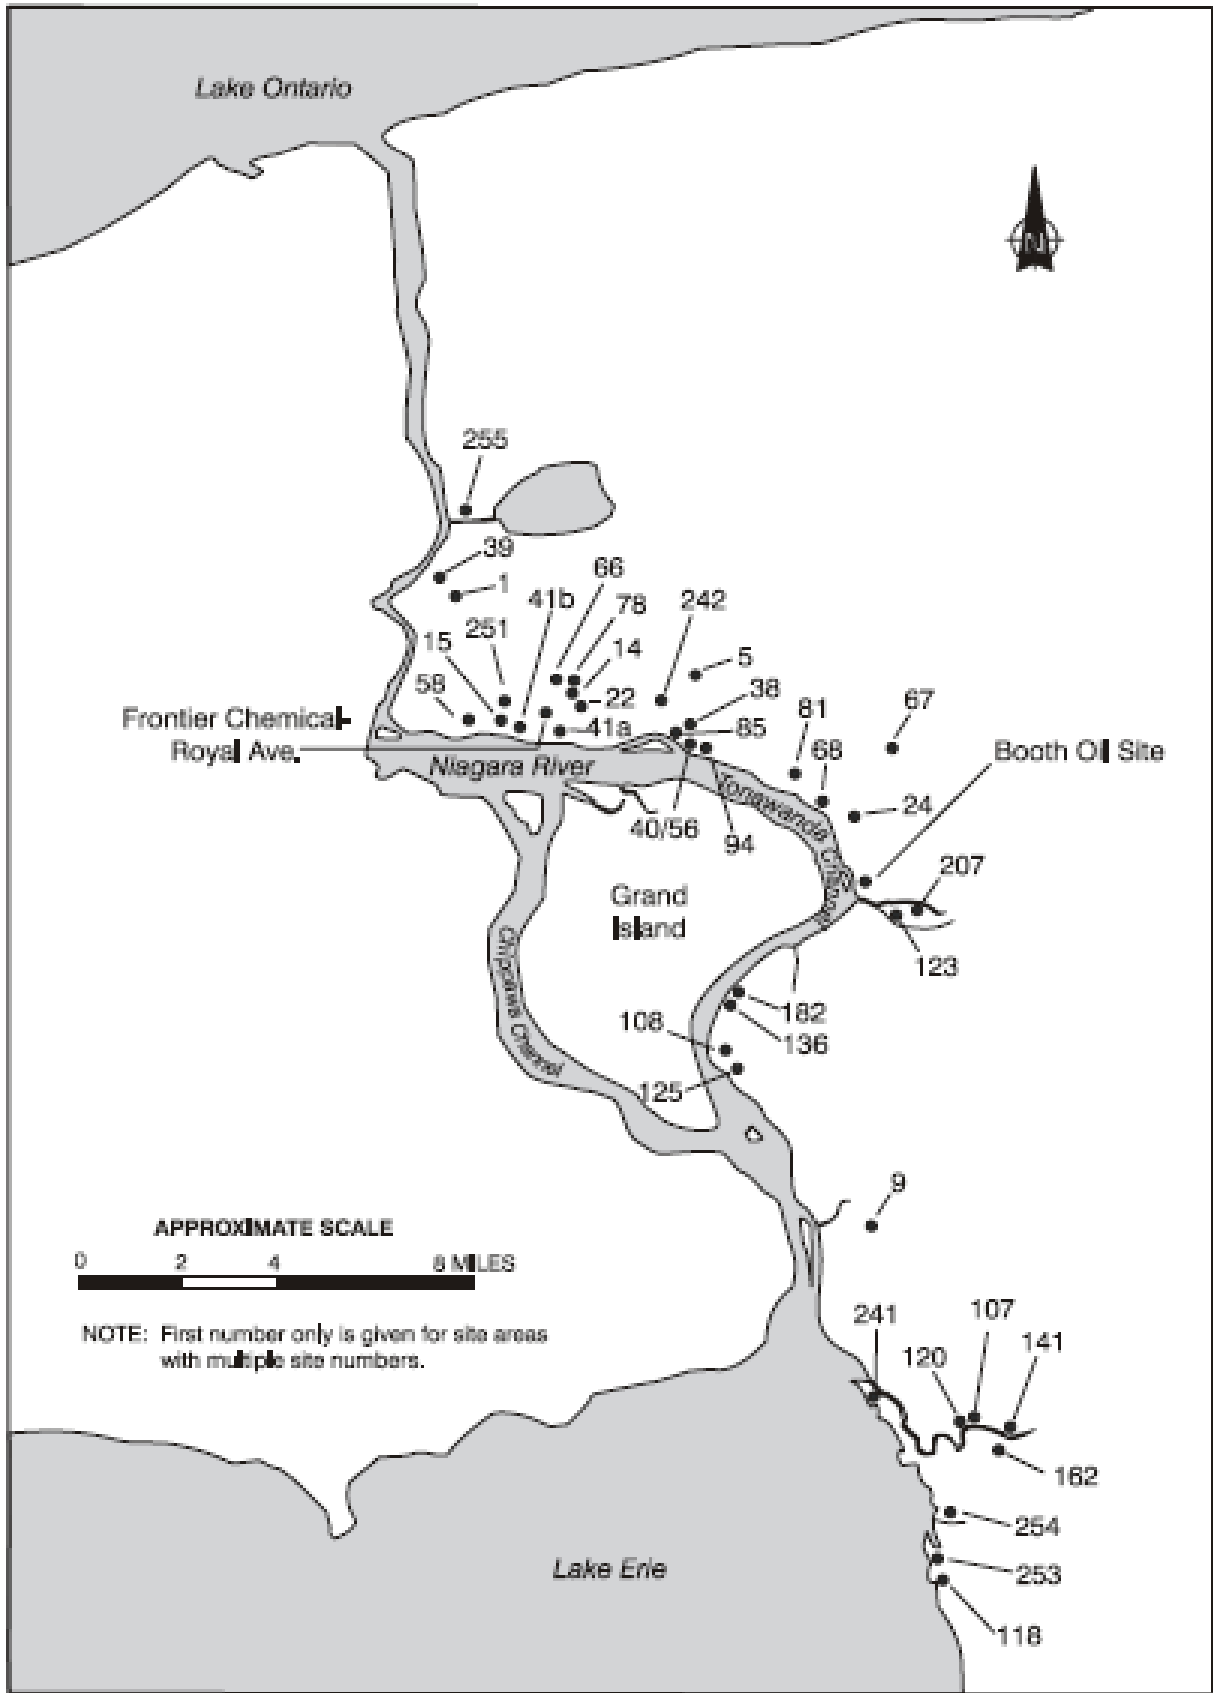 Lake Ontario
N
255
39
1
66
41b
78
242
251
15
14
5
58
22
38
67
81
Frontier Chemical-
Royal Ave.
41a
85
68
Booth Oil Site
Niagara River
Tonawanda Channel
24
40/56
94
207
Grand
Island
123
Chippawa Channel
182
108
136
125
9
APPROXIMATE SCALE
0 2 4 8 MILES
NOTE: First number only is given for site areas
with multiple site numbers.
241
107
141
120
162
254
Lake Erie
253
118